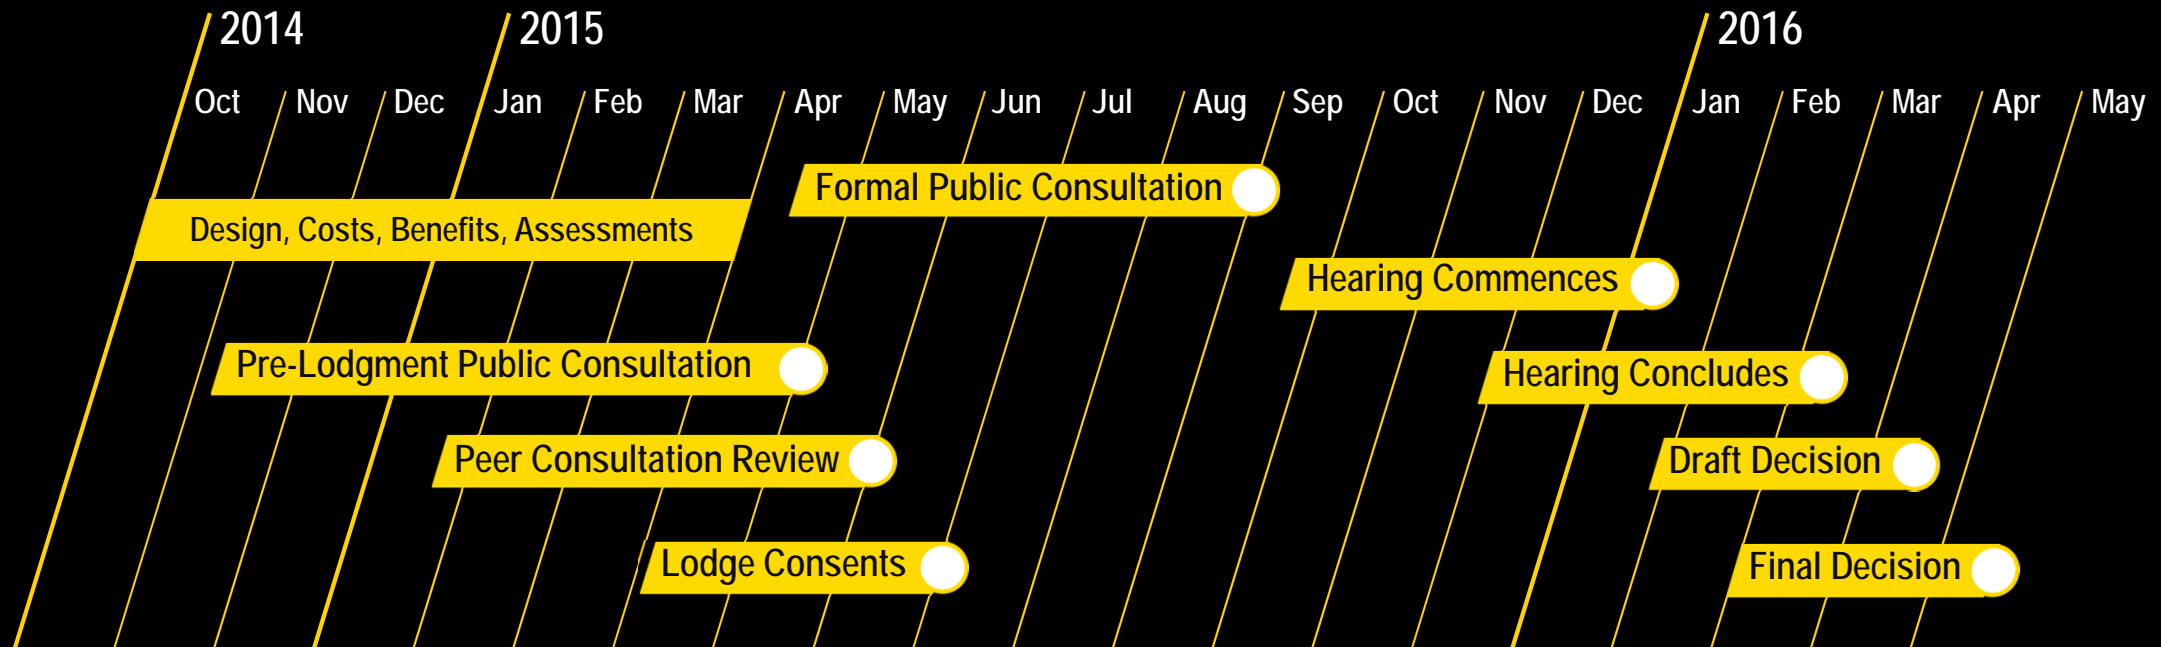 2014 2015 2016
Oct Nov Dec Jan Feb Mar Apr May Jun Jul Aug Sep Oct Nov Dec Jan Feb Mar Apr May
Formal Public Consultation
Design, Costs, Benefits, Assessments
Hearing Commences
Pre-Lodgment Public Consultation
Hearing Concludes
Peer Consultation Review
Draft Decision
Lodge Consents
Final Decision